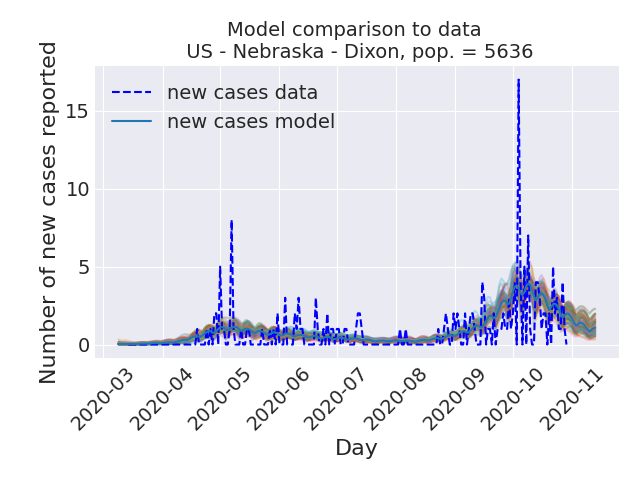 Model comparison to data
US - Nebraska - Dixon, pop. = 5636
Number of new cases reported
15
10
5
0
new cases data
new cases model
2020-03
2020-04
2020-05
2020-06
2020-07
2020-08
2020-09
2020-10
2020-11
Day